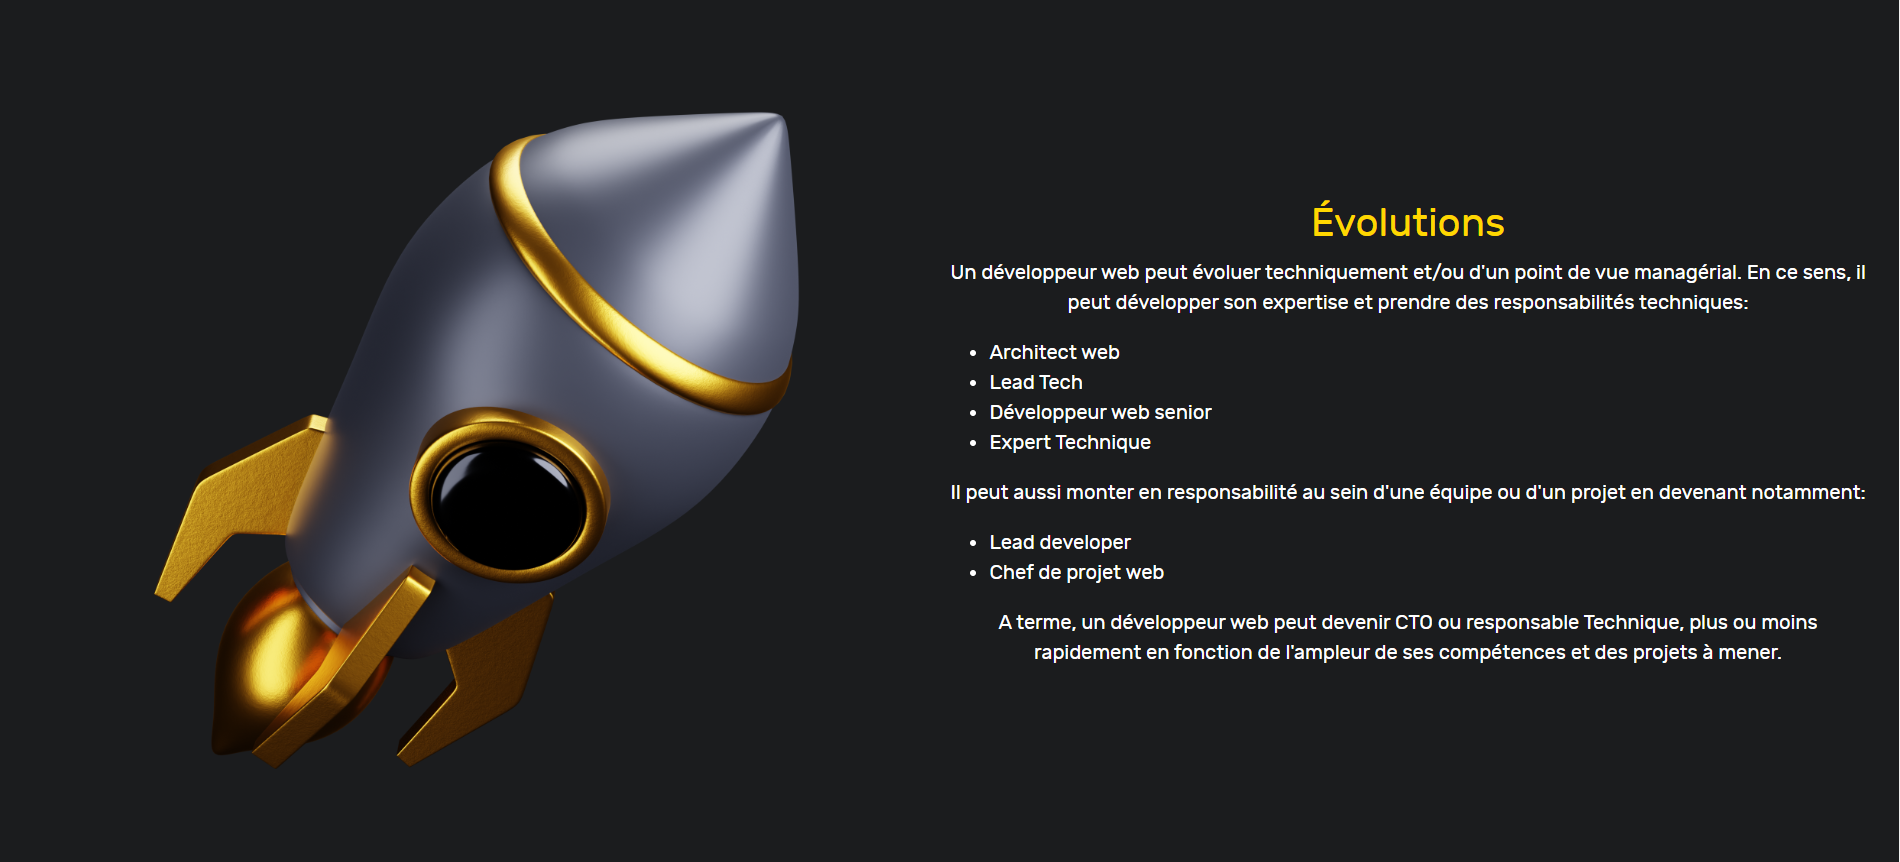 Évolutions
Un développeur web peut évoluer techniquement et/ou d'un point de vue managérial. En ce sens, il
peut développer son expertise et prendre des responsabilités techniques:
• Architect web
• Lead Tech
• Développeur web senior
• Expert Technique
Il peut aussi monter en responsabilité au sein d'une équipe ou d'un projet en devenant notamment:
• Lead developer
• Chef de projet web
A terme, un développeur web peut devenir CTO ou responsable Technique, plus ou moins
rapidement en fonction de l'ampleur de ses compétences et des projets à mener.